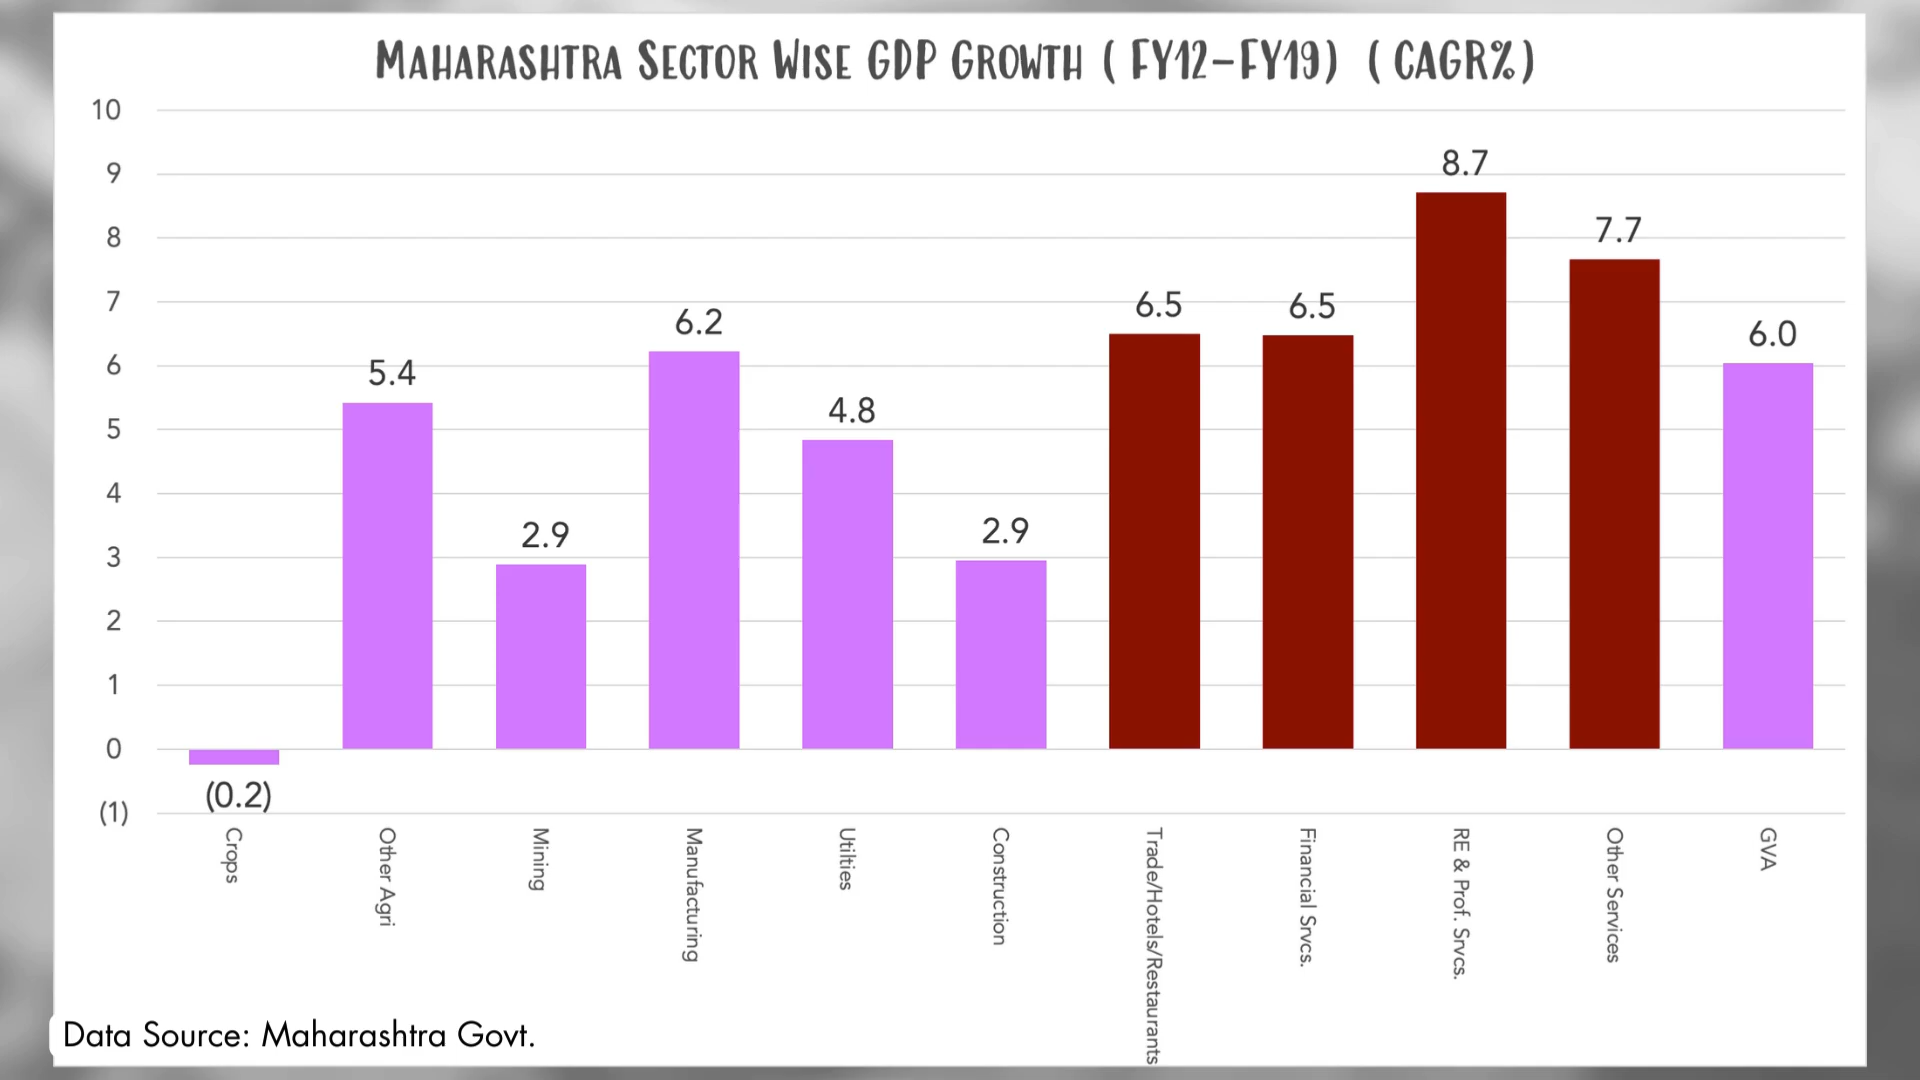 MAHARASHTRA SECTOR WISE GDP GROWTH ( FY12-FY19) ( CAGR%)
10
9
8
7
6
5
4
3
2
1
0
(1)
(0.2)
5.4
2.9
6.2
4.8
2.9
6.5
6.5
8.7
7.7
6.0
Crops
Other Agri
Mining
Manufacturing
Utilties
Construction
Trade/Hotels/Restaurants
Financial Srvcs.
RE & Prof. Srvcs.
Other Services
GVA
Data Source: Maharashtra Govt.